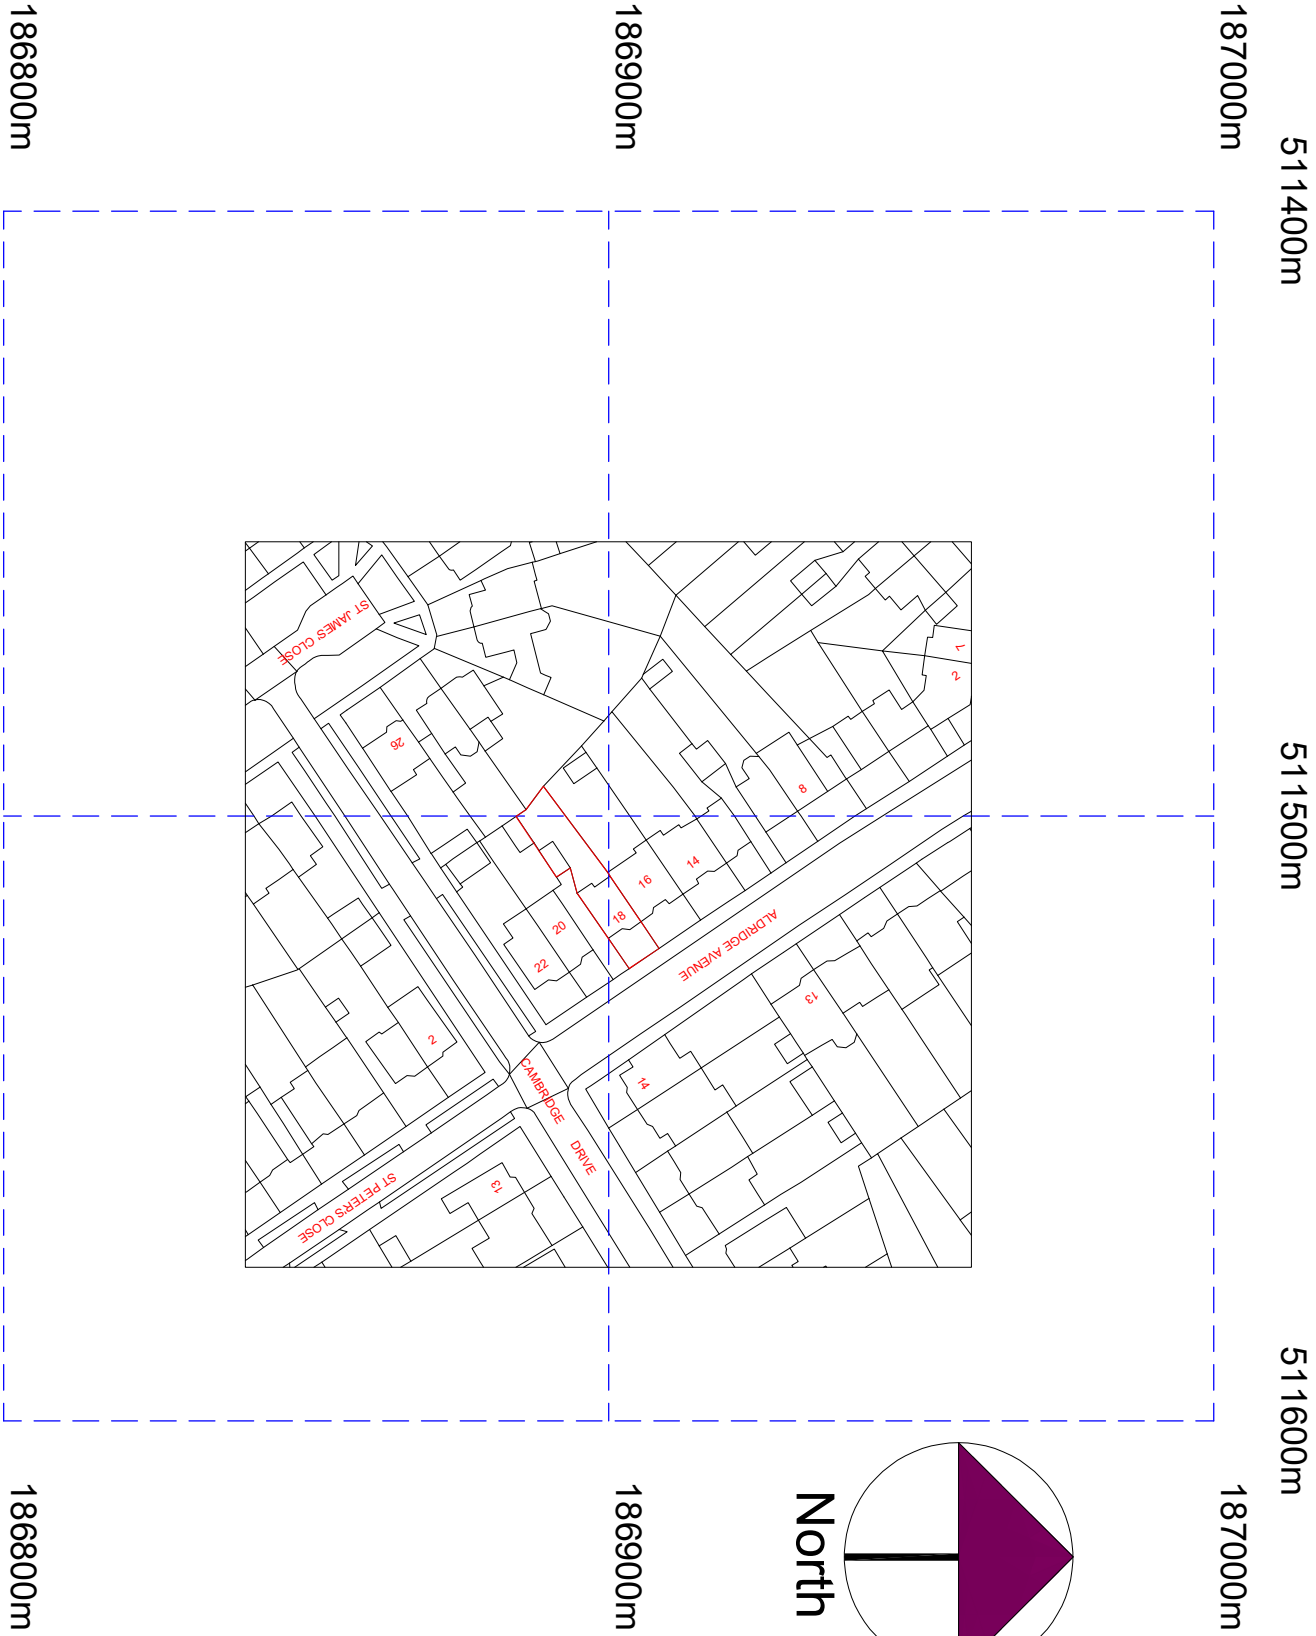 186800m
186900m
187000m
511400m
511500m
511600m
186800m
186900m
187000m
North
ST JAMES CLOSE
26
7
2
8
14
16
18
20
22
ALDRIDGE AVENUE
13
14
2
CAMBRIDGE DRIVE
13
ST PETER'S CLOSE